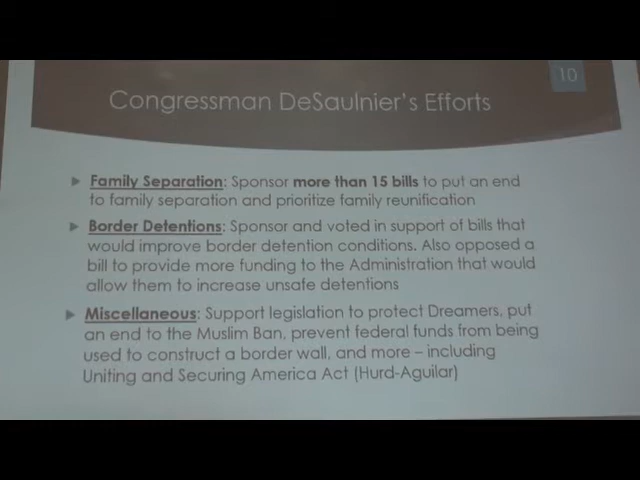 10
Congressman DeSaulnier's Efforts
Family Separation: Sponsor more than 15 bills to put an end
to family separation and prioritize family reunification
Border Detentions: Sponsor and voted in support of bills that
would improve border detention conditions. Also opposed a
bill to provide more funding to the Administration that would
allow them to increase unsafe detentions
Miscellaneous: Support legislation to protect Dreamers, put
an end to the Muslim Ban, prevent federal funds from being
used to construct a border wall, and more – including
Uniting and Securing America Act (Hurd-Aguilar)